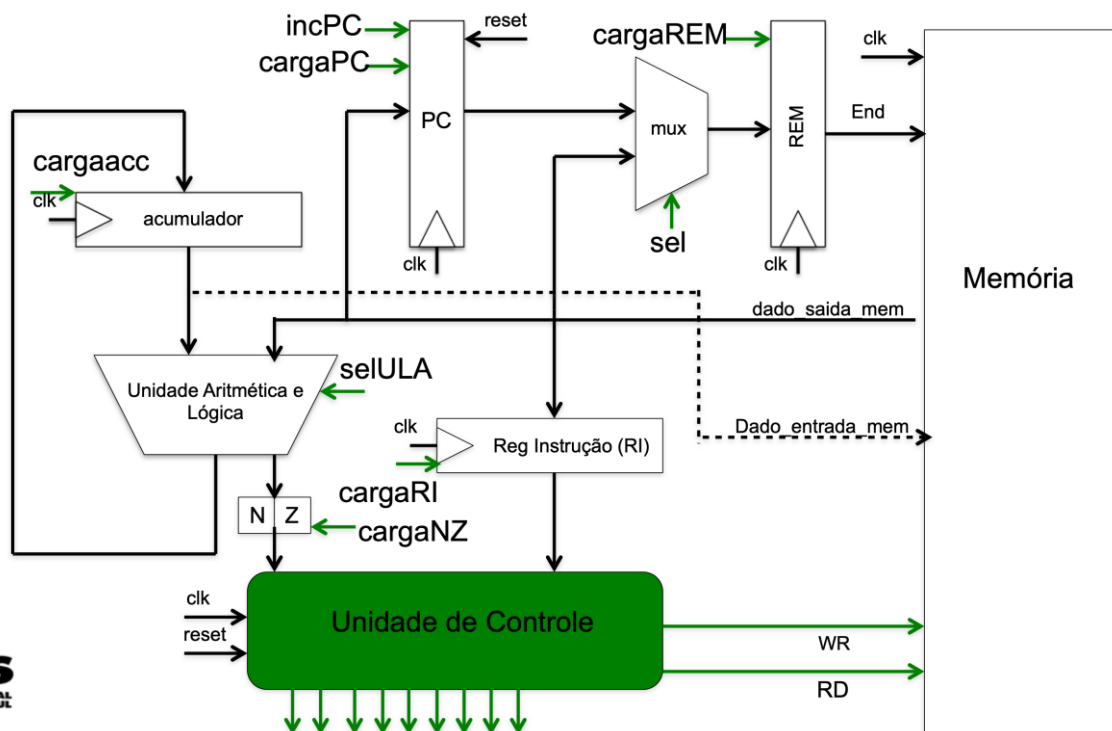 incPC
reset
cargaPC
cargaREM
clk
PC
mux
REM
End
cargaacc
clk
acumulador
clk
sel
clk
Memória
dado_saida_mem
Unidade Aritmética e
Lógica
selULA
clk
Reg Instrução (RI)
Dado_entrada_mem
cargaRI
N Z
cargaNZ
clk
reset
Unidade de Controle
WR
RD